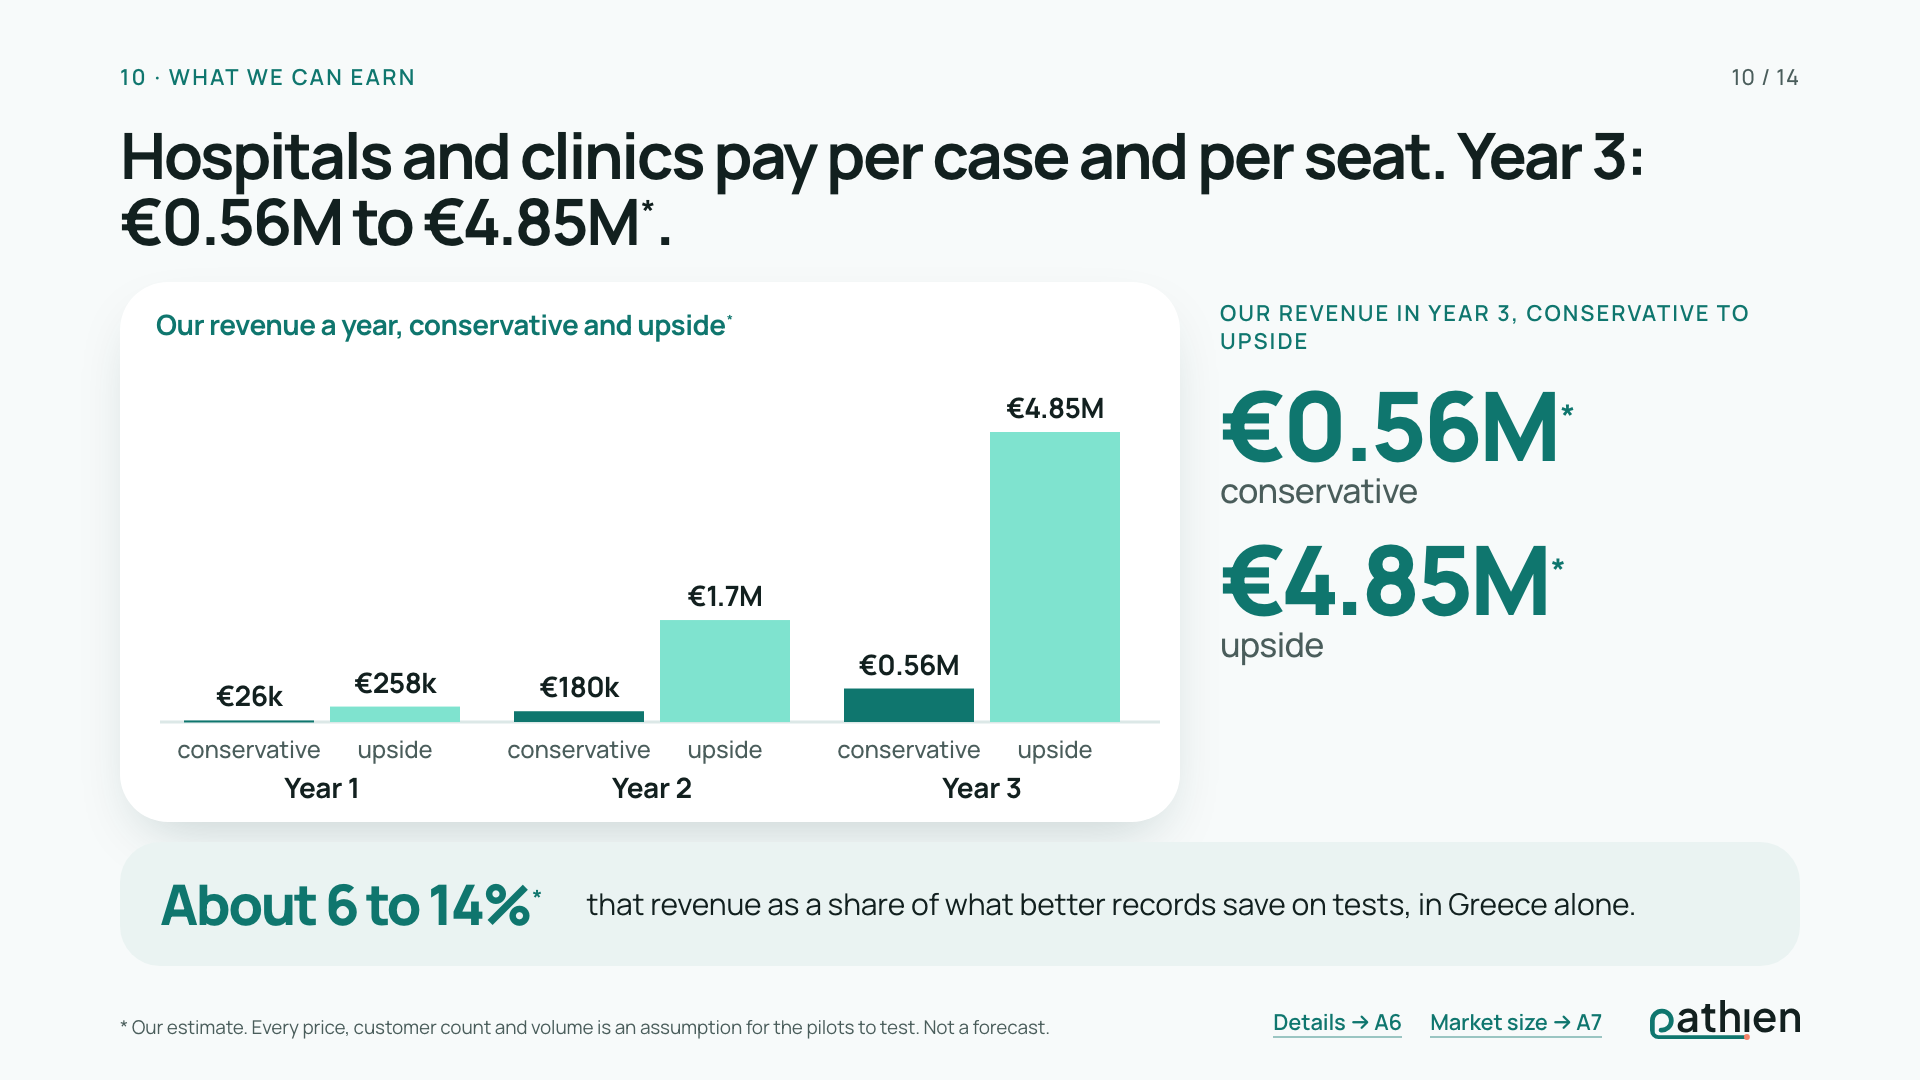 10 · WHAT WE CAN EARN
10 / 14
Hospitals and clinics pay per case and per seat. Year 3:
€0.56M to €4.85M*.
Our revenue a year, conservative and upside*
€26k
€258k
€180k
€1.7M
€0.56M
€4.85M
conservative upside conservative upside conservative upside
Year 1 Year 2 Year 3
OUR REVENUE IN YEAR 3, CONSERVATIVE TO
UPSIDE
€0.56M*
conservative
€4.85M*
upside
About 6 to 14%* that revenue as a share of what better records save on tests, in Greece alone.
* Our estimate. Every price, customer count and volume is an assumption for the pilots to test. Not a forecast.
Details → A6 Market size → A7
pathien